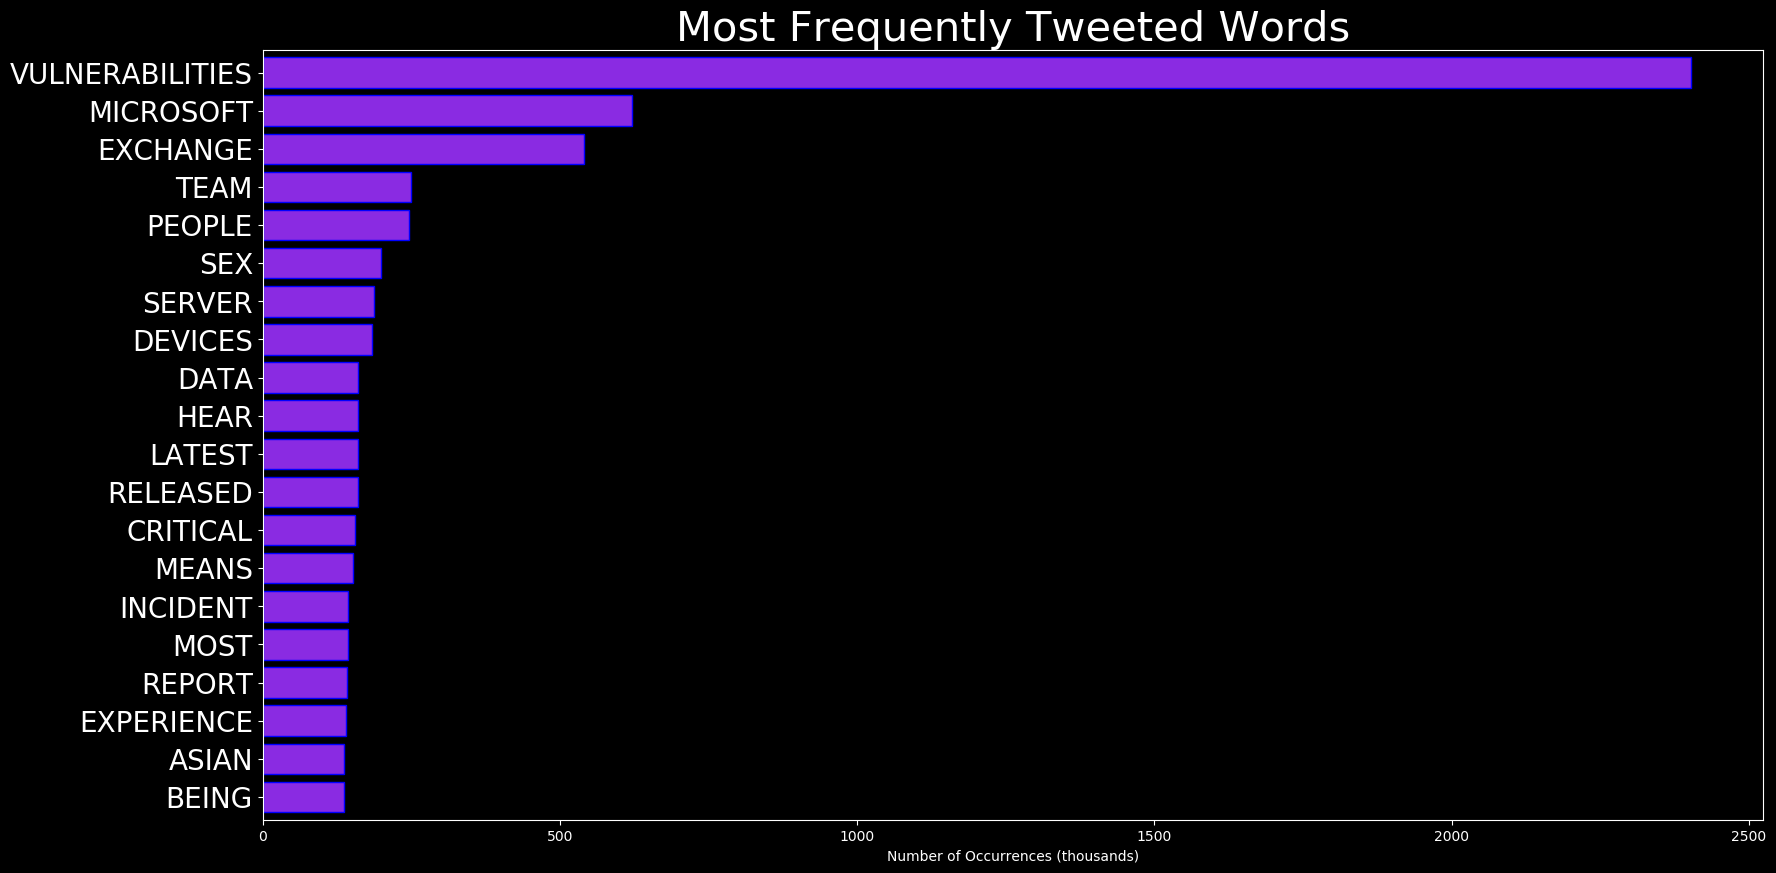 Most Frequently Tweeted Words
VULNERABILITIES
MICROSOFT
EXCHANGE
TEAM
PEOPLE
SEX
SERVER
DEVICES
DATA
HEAR
LATEST
RELEASED
CRITICAL
MEANS
INCIDENT
MOST
REPORT
EXPERIENCE
ASIAN
BEING
0 500 1000 1500 2000 2500
Number of Occurrences (thousands)